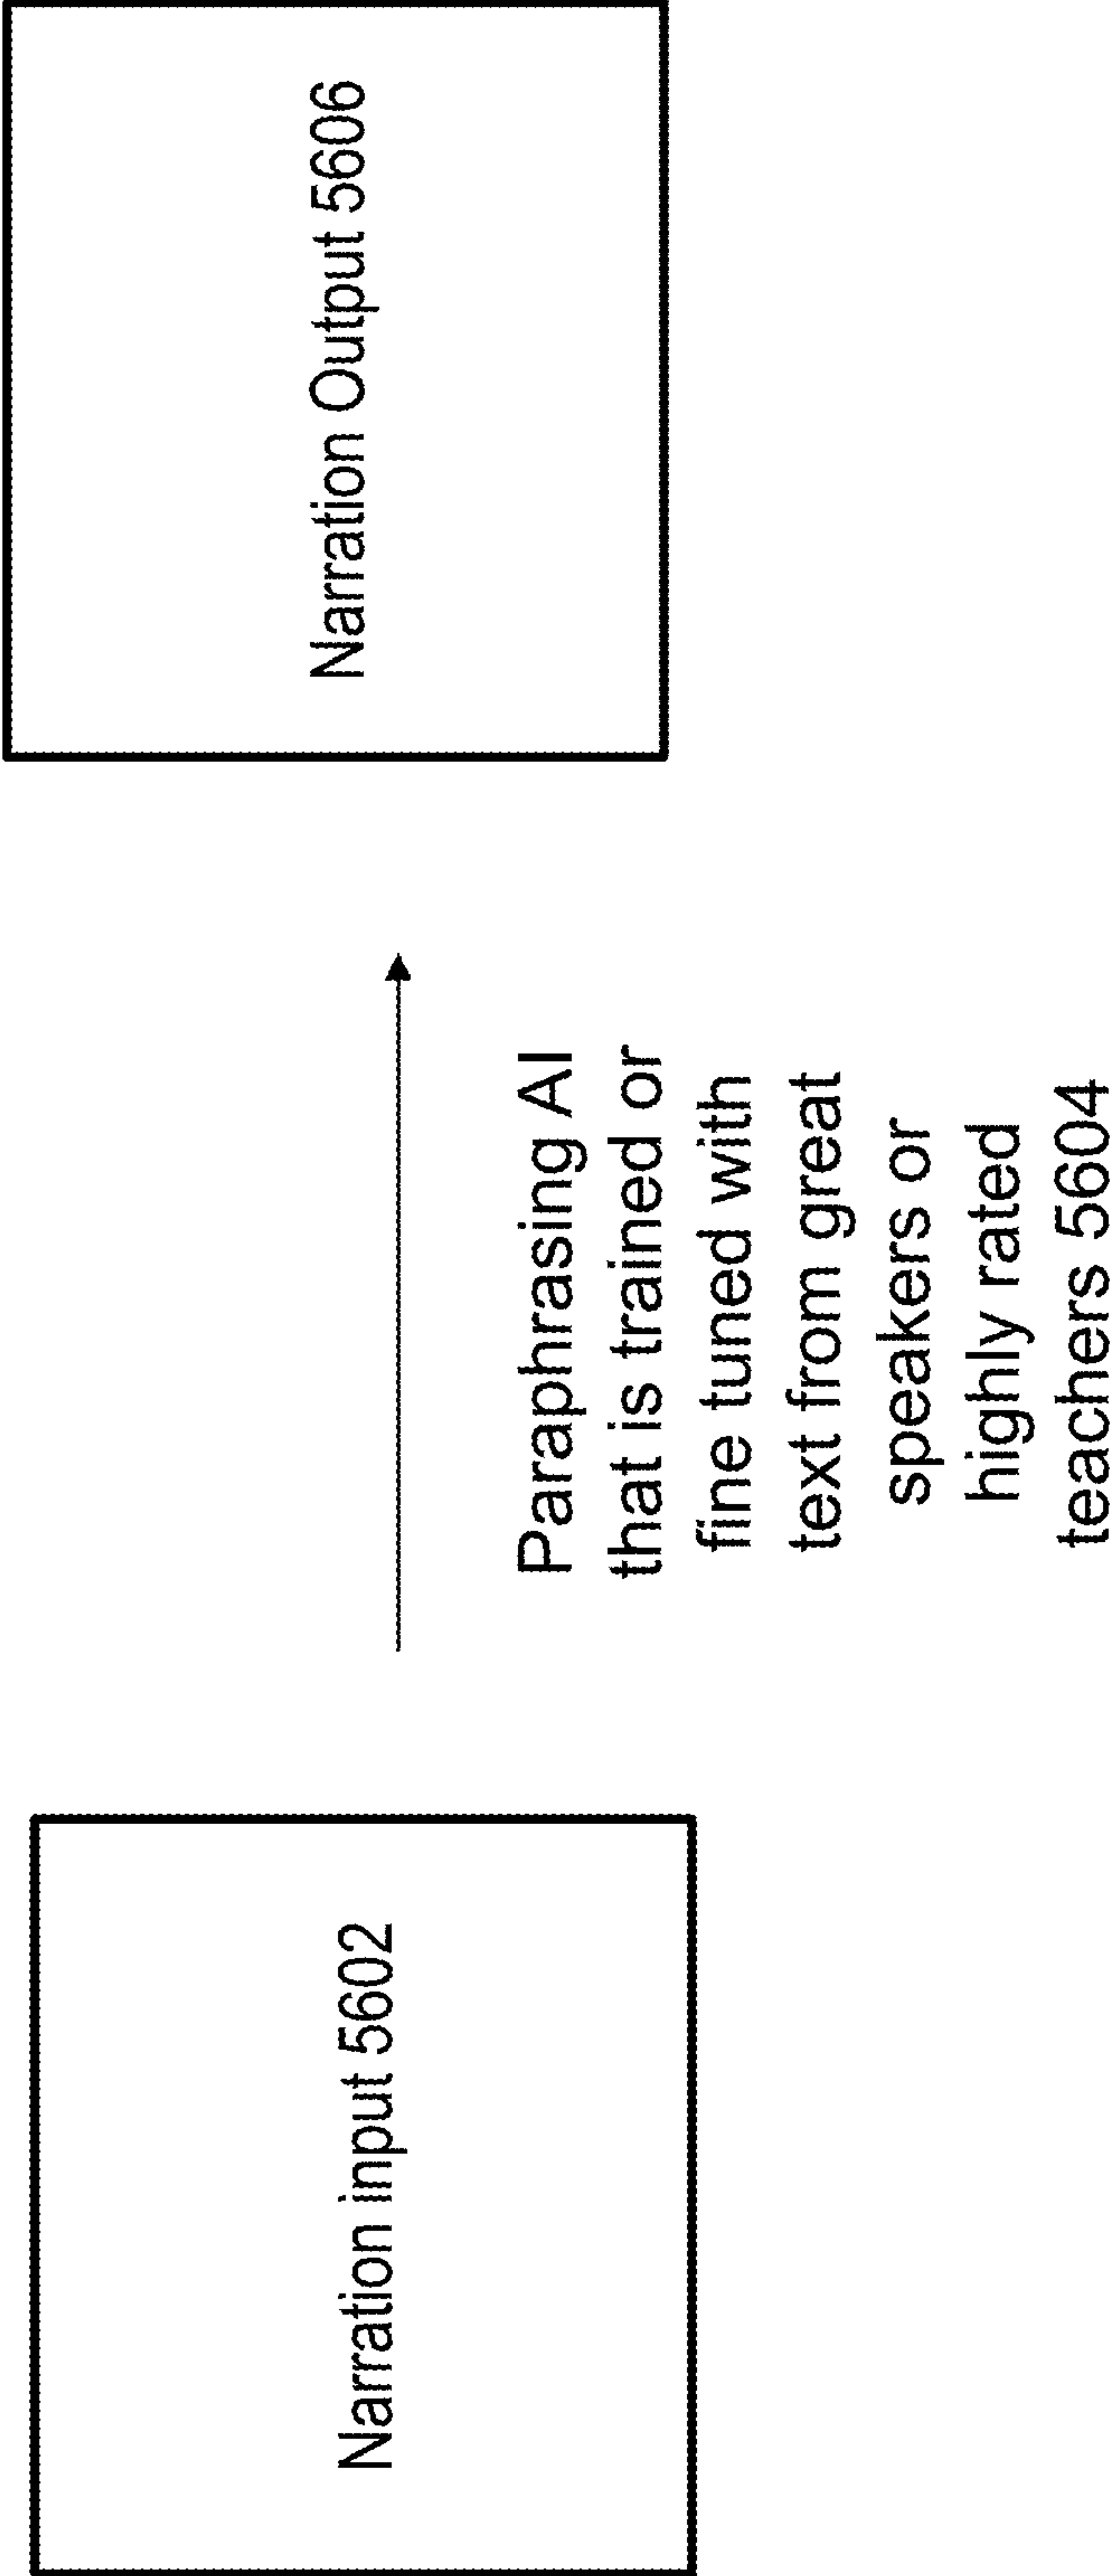 Narration input 5602
Paraphrasing AI
that is trained or
fine tuned with
text from great
speakers or
highly rated
teachers 5604
Narration Output 5606